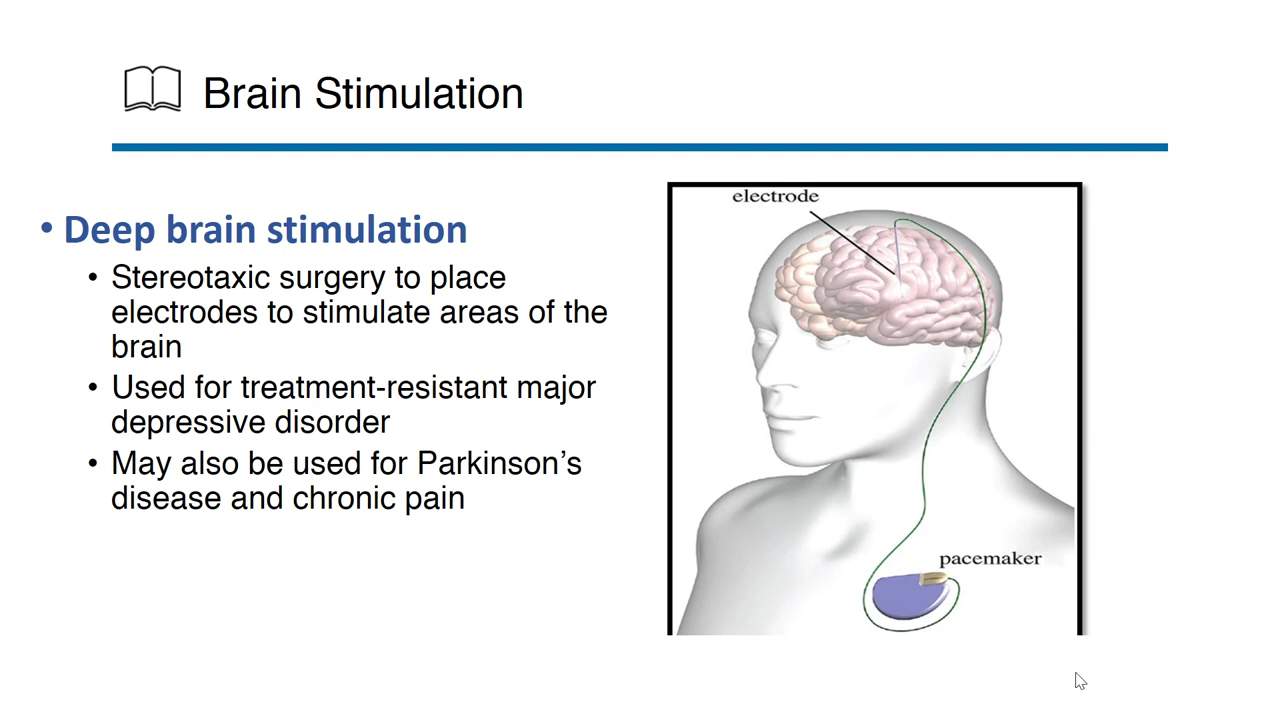 Brain Stimulation
• Deep brain stimulation
• Stereotaxic surgery to place
electrodes to stimulate areas of the
brain
• Used for treatment-resistant major
depressive disorder
• May also be used for Parkinson’s
disease and chronic pain
electrode
pacemaker